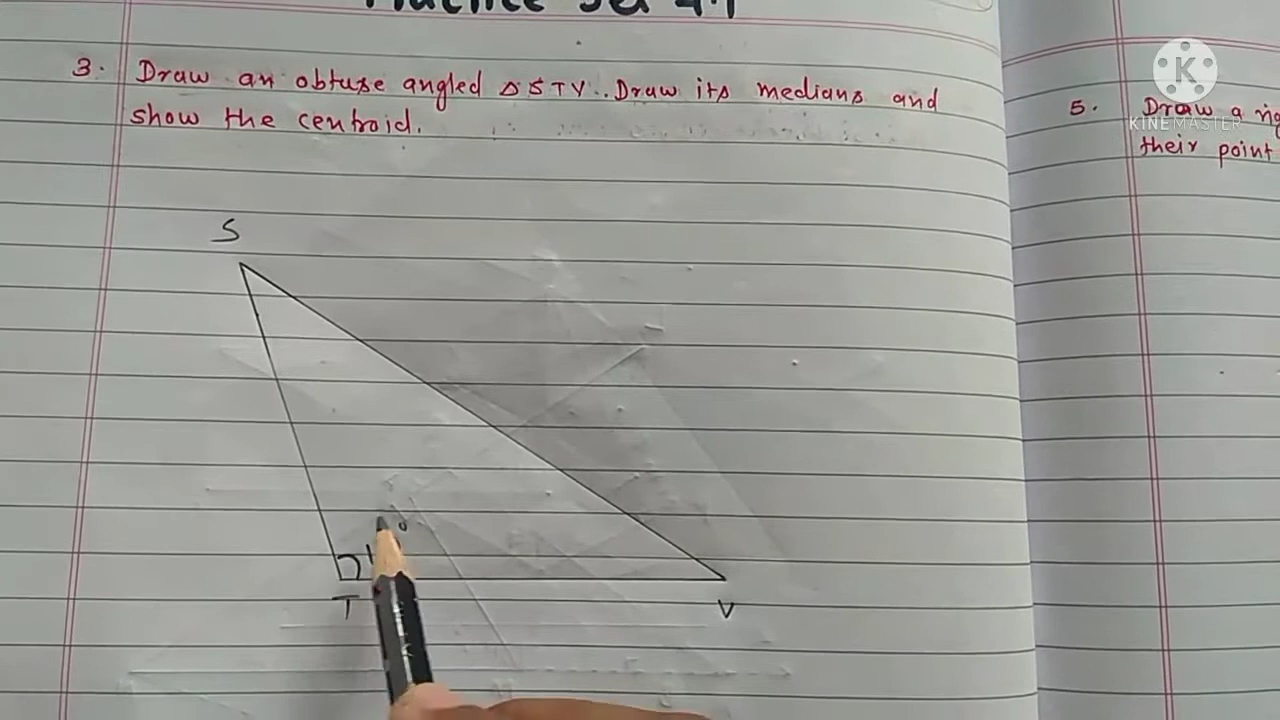 3. Draw an obtuse angled △STV. Draw its medians and
show the centroid.
S
T
V
5. Draw a
their point
K
KINEMASTER